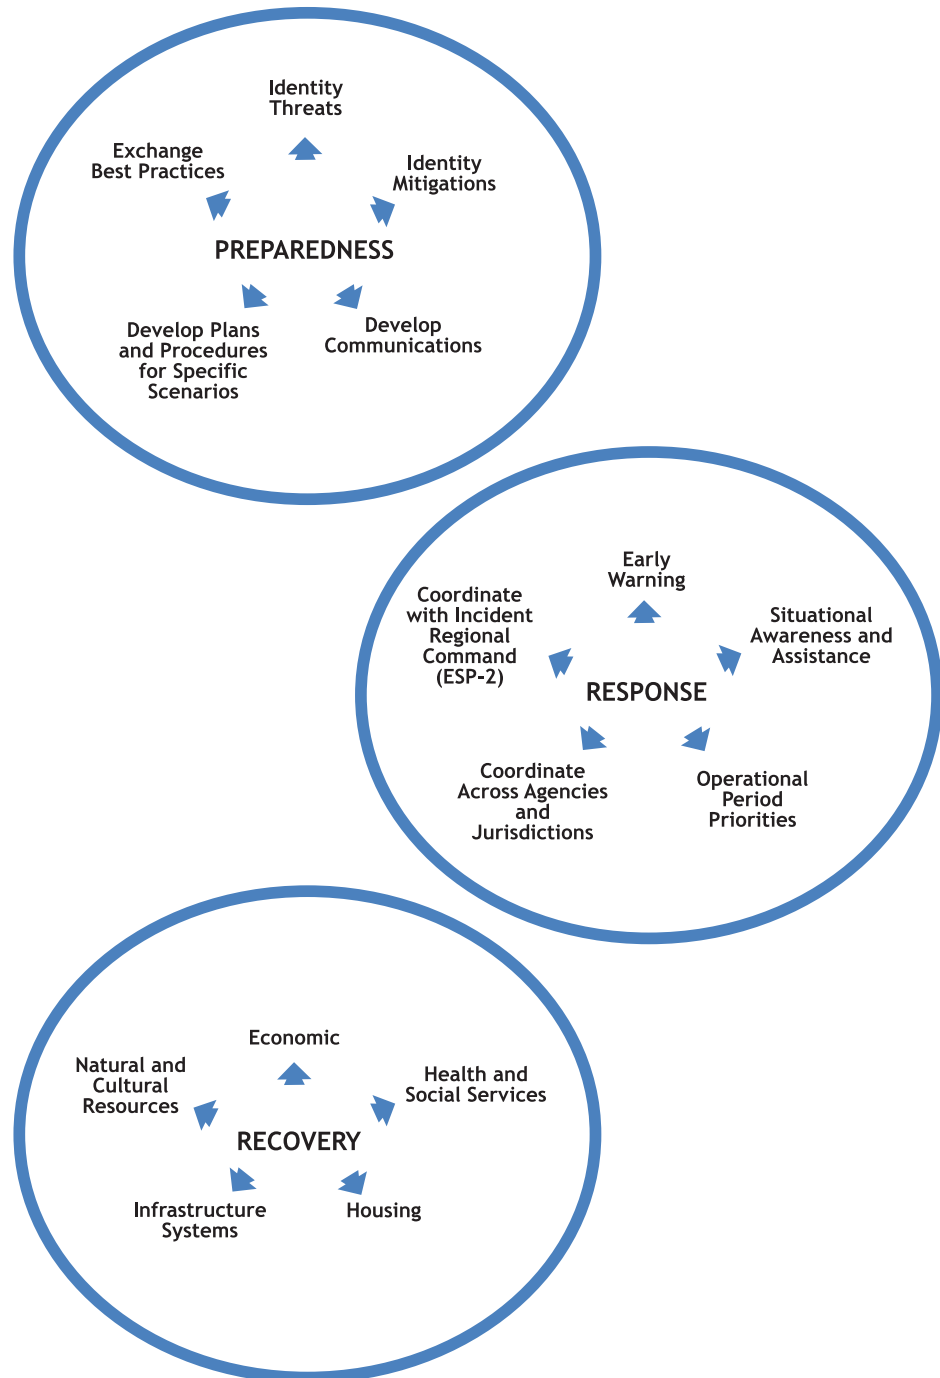 Identity
Threats
Exchange
Best Practices
Identity
Mitigations
PREPAREDNESS
Develop Plans
and Procedures
for Specific
Scenarios
Develop
Communications
Early
Warning
Coordinate
with Incident
Regional
Command
(ESP-2)
Situational
Awareness and
Assistance
RESPONSE
Coordinate
Across Agencies
and
Jurisdictions
Operational
Period
Priorities
Economic
Natural and
Cultural
Resources
Health and
Social Services
RECOVERY
Infrastructure
Systems
Housing